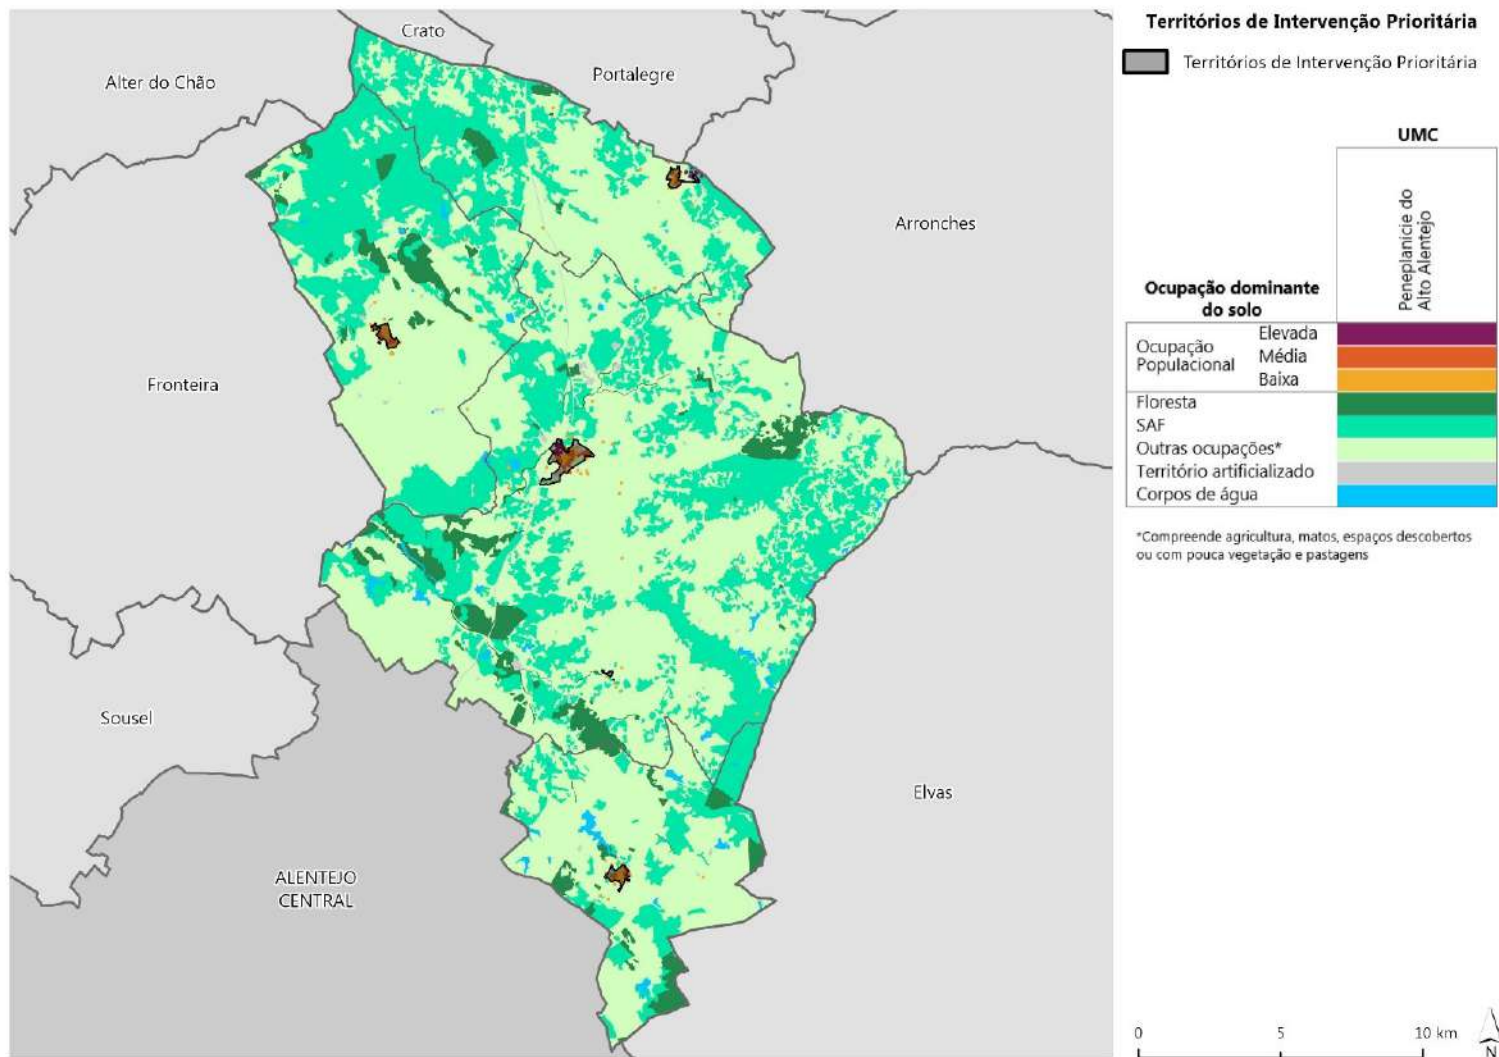 Crato
Alter do Chão
Portalegre
Arronches
Fronteira
Sousel
Elvas
ALENTEJO
CENTRAL
Territórios de Intervenção Prioritária
Territórios de Intervenção Prioritária
UMC
Peneplanície do
Alto Alentejo
Ocupação dominante
do solo
Ocupação
Populacional
Elevada
Média
Baixa
Floresta
SAF
Outras ocupações*
Território artificializado
Corpos de água
*Compreende agricultura, matos, espaços descobertos
ou com pouca vegetação e pastagens
0 5 10 km
N